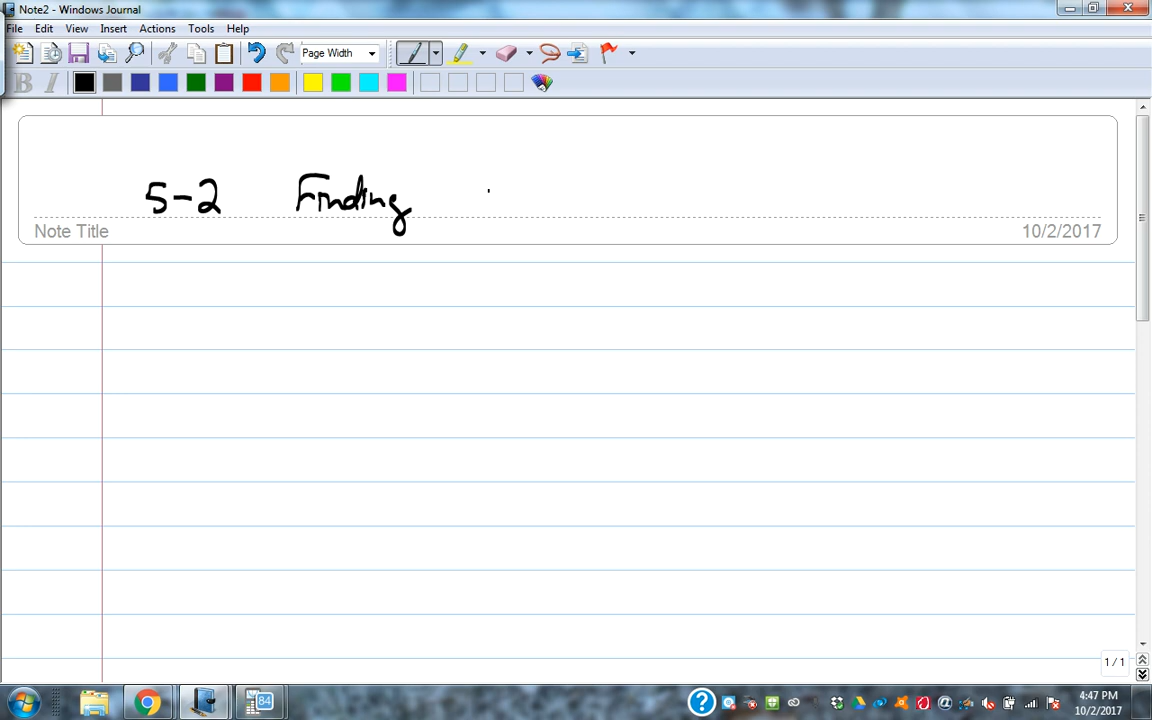 Note2 - Windows Journal
File Edit View Insert Actions Tools Help
Page Width
B I
5-2 Finding
Note Title 10/2/2017
1 / 1
84
4:47 PM
10/2/2017